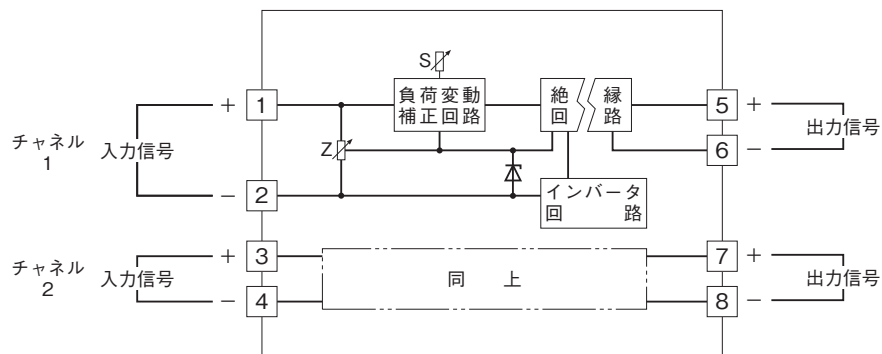 S
+ 1 負荷変動 絶 縁 5 +
補正回路 回 路
チャネル
1
入力信号
Z
出力信号
6 −
− 2
インバータ
回 路
+ 3 7 +
チャネル
2
入力信号
同 上
出力信号
− 4 8 −